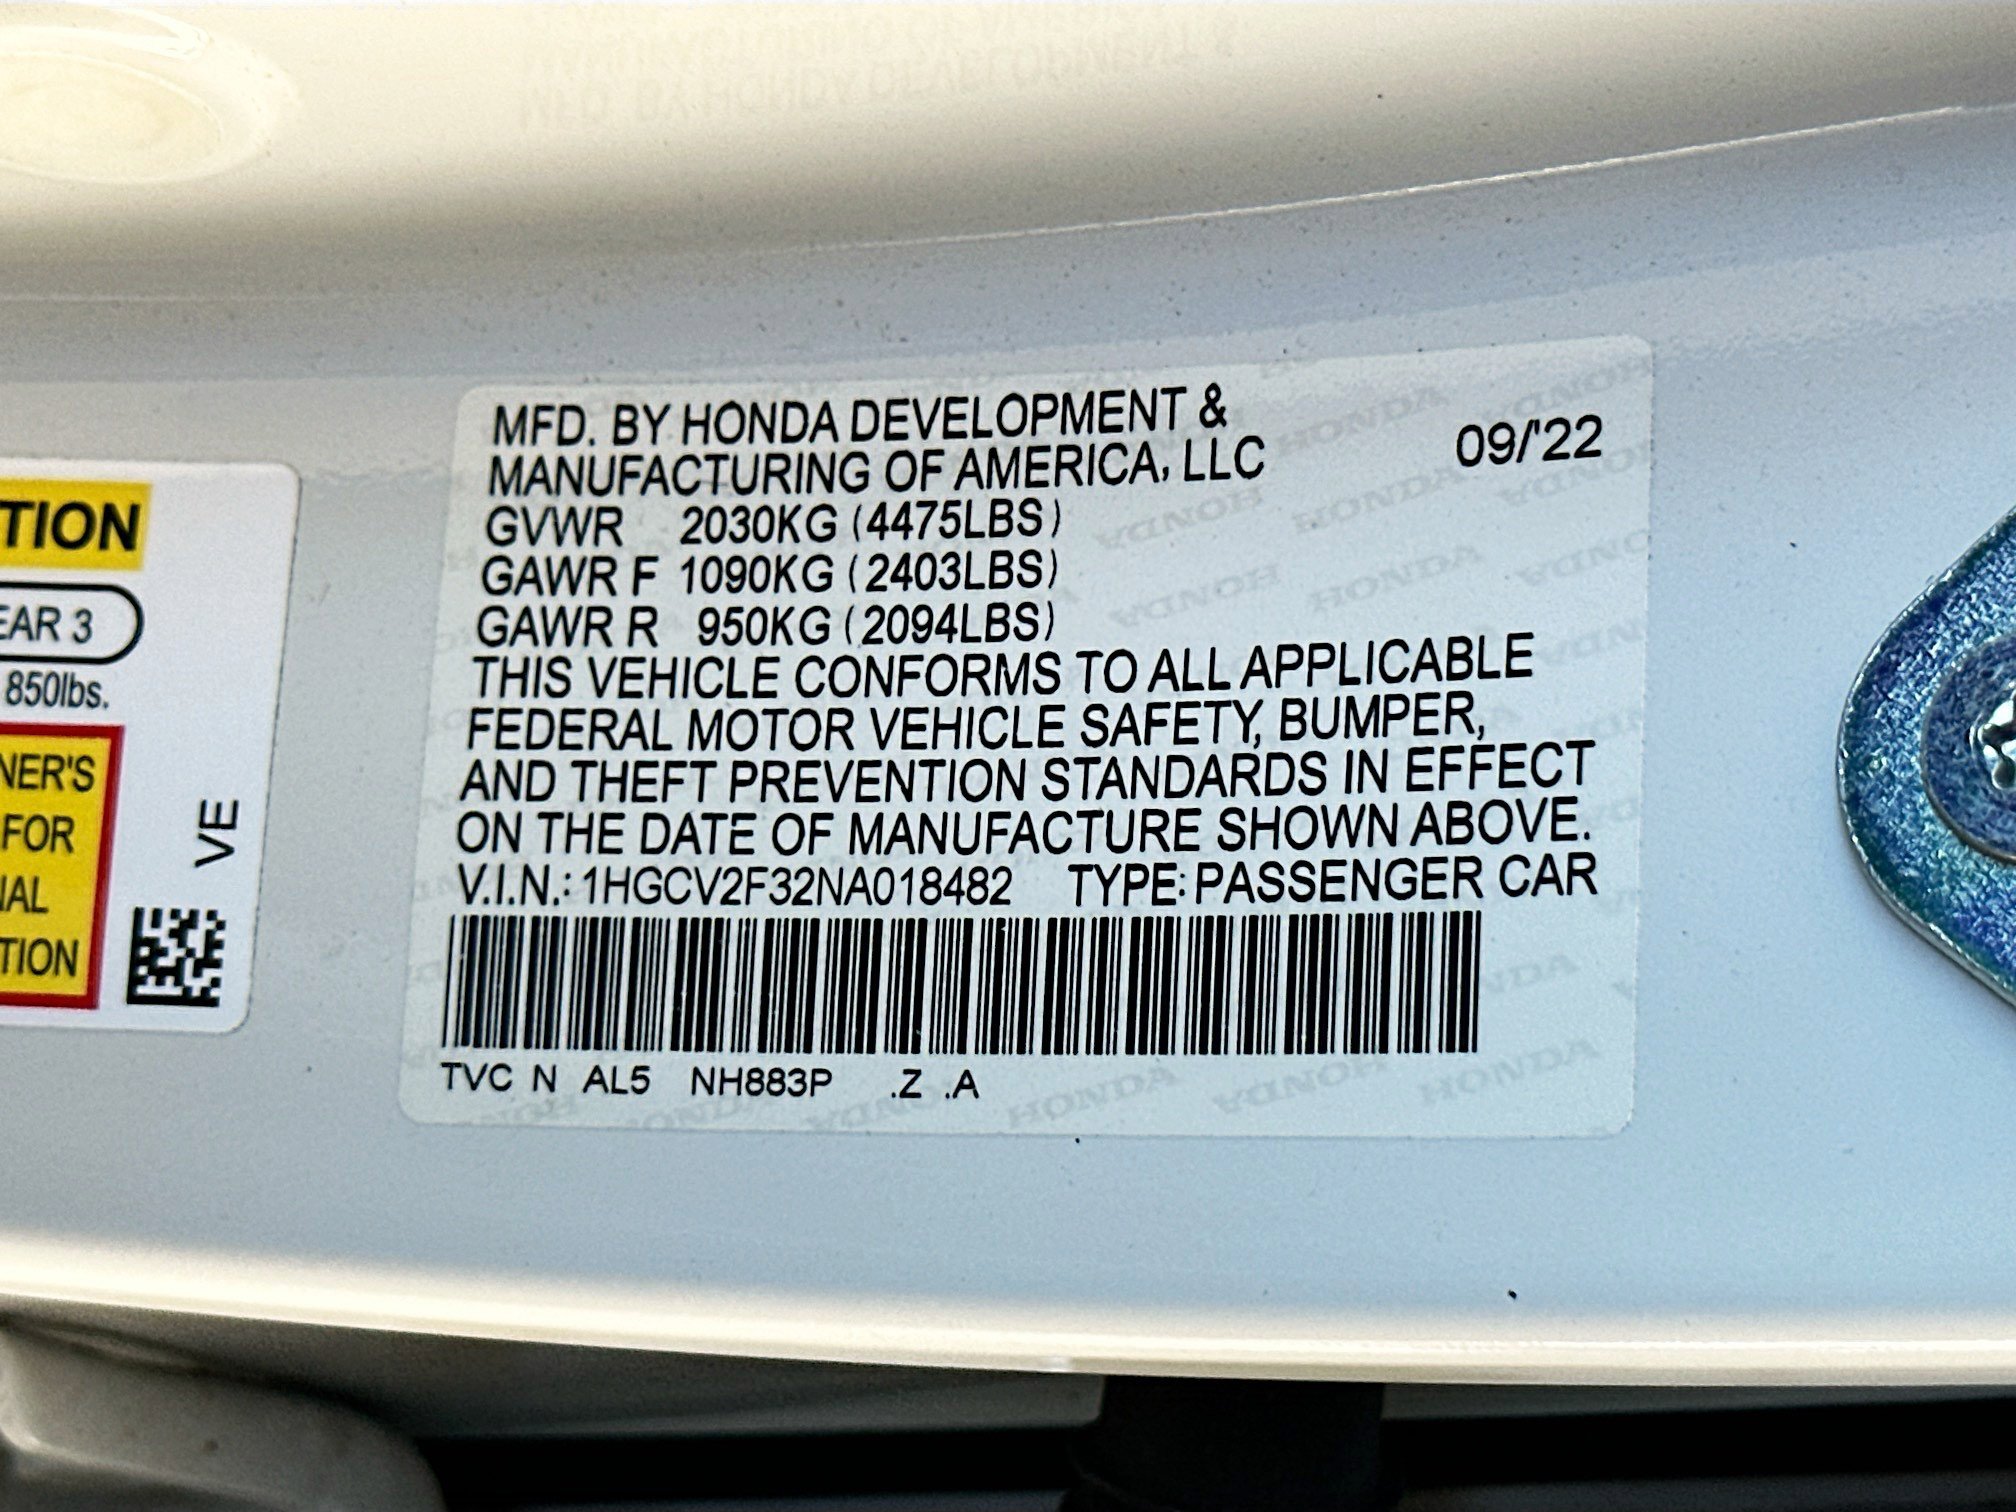 MFD. BY HONDA DEVELOPMENT &
MANUFACTURING OF AMERICA, LLC
09/'22
GVWR 2030KG (4475LBS)
GAWR F 1090KG (2403LBS)
GAWR R 950KG (2094LBS)
THIS VEHICLE CONFORMS TO ALL APPLICABLE
FEDERAL MOTOR VEHICLE SAFETY, BUMPER,
AND THEFT PREVENTION STANDARDS IN EFFECT
ON THE DATE OF MANUFACTURE SHOWN ABOVE.
V.I.N.: 1HGCV2F32NA018482 TYPE: PASSENGER CAR
TVC N AL5 NH883P .Z .A
TION
EAR 3
850lbs.
NER'S
FOR
IAL
TION
VE